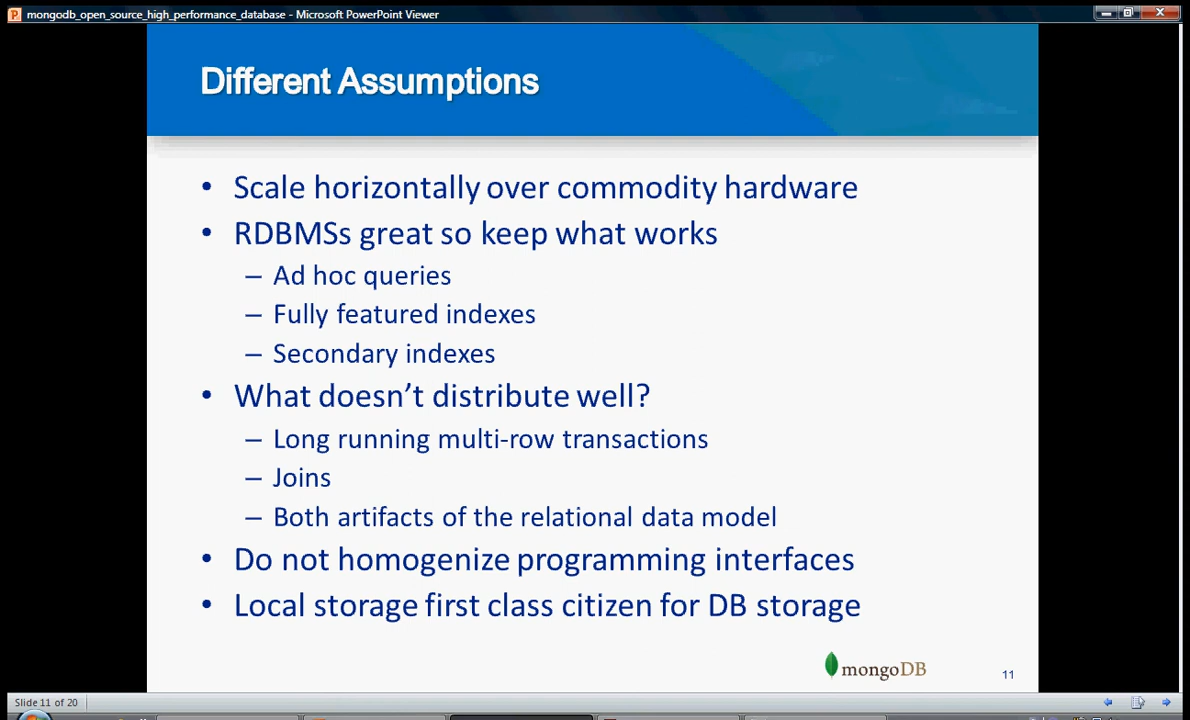 mongodb_open_source_high_performance_database - Microsoft PowerPoint Viewer
Different Assumptions
• Scale horizontally over commodity hardware
• RDBMSs great so keep what works
– Ad hoc queries
– Fully featured indexes
– Secondary indexes
• What doesn’t distribute well?
– Long running multi-row transactions
– Joins
– Both artifacts of the relational data model
• Do not homogenize programming interfaces
• Local storage first class citizen for DB storage
mongoDB
11
Slide 11 of 20